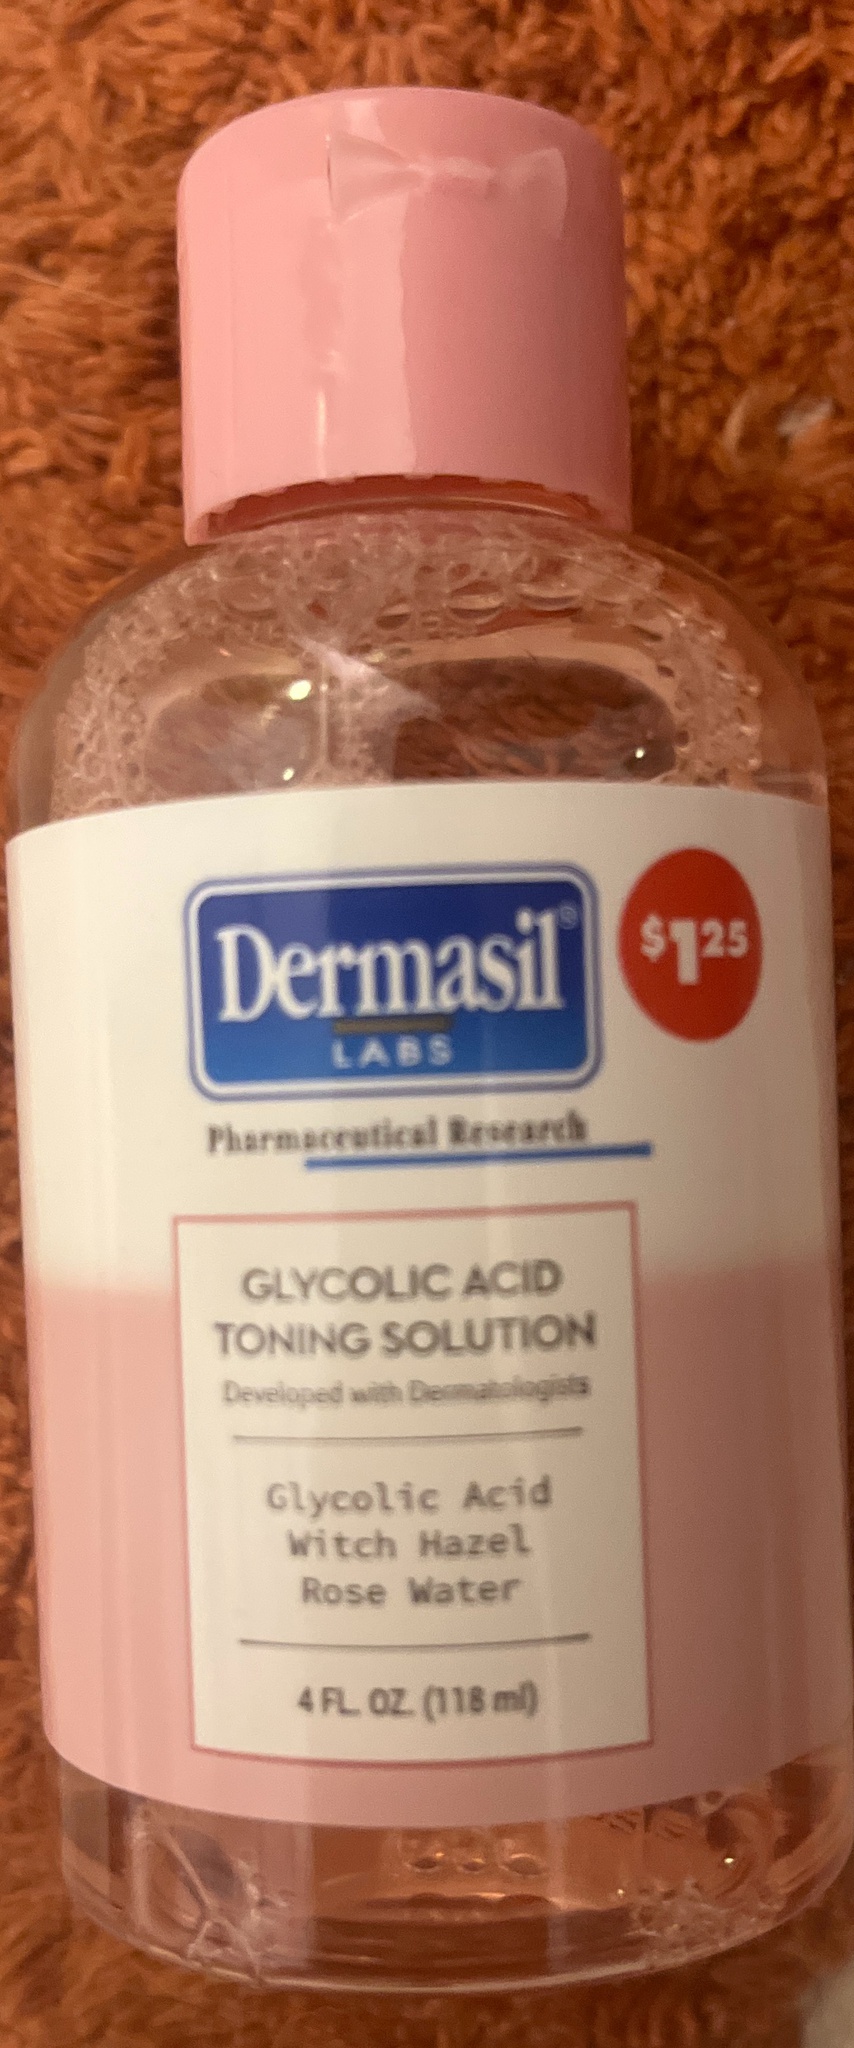 Dermasil®
LABS
$1.25
Pharmaceutical Research
GLYCOLIC ACID
TONING SOLUTION
Developed with Dermatologists
Glycolic Acid
Witch Hazel
Rose Water
4 FL. OZ. (118 ml)